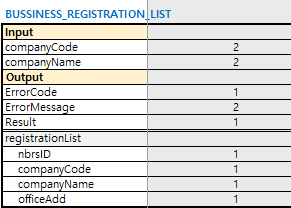 BUSSINESS_REGISTRATION_LIST
Input
companyCode 2
companyName 2
Output
ErrorCode 1
ErrorMessage 2
Result 1
registrationList
nbrsID 1
companyCode 1
companyName 1
officeAdd 1